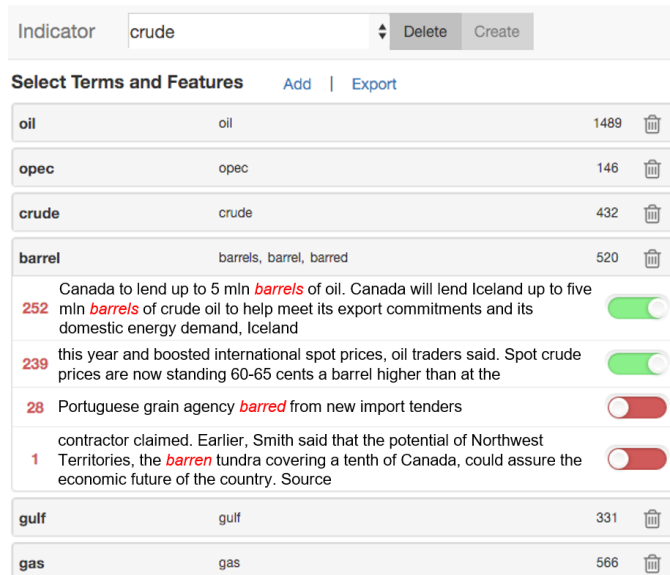 Indicator crude Delete Create
Select Terms and Features Add | Export
oil oil 1489
opec opec 146
crude crude 432
barrel barrels, barrel, barred 520
252 Canada to lend up to 5 mln barrels of oil. Canada will lend Iceland up to five
mln barrels of crude oil to help meet its export commitments and its
domestic energy demand, Iceland
239 this year and boosted international spot prices, oil traders said. Spot crude
prices are now standing 60-65 cents a barrel higher than at the
28 Portuguese grain agency barred from new import tenders
1 contractor claimed. Earlier, Smith said that the potential of Northwest
Territories, the barren tundra covering a tenth of Canada, could assure the
economic future of the country. Source
gulf gulf 331
gas gas 566